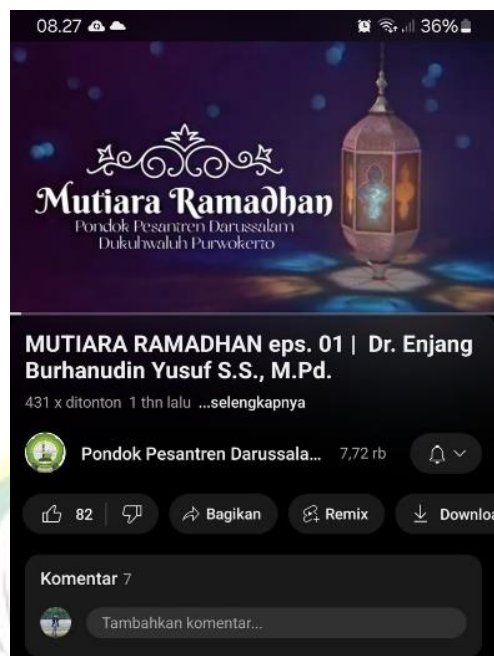 08.27 36%
Mutiara Ramadhan
Pondok Pesantren Darussalam
Dukuhwaluh Purwokerto
MUTIARA RAMADHAN eps. 01 | Dr. Enjang
Burhanudin Yusuf S.S., M.Pd.
431 x ditonton 1 thn lalu ...selengkapnya
Pondok Pesantren Darussala... 7,72 rb
82 Bagikan Remix Downloa
Komentar 7
Tambahkan komentar...